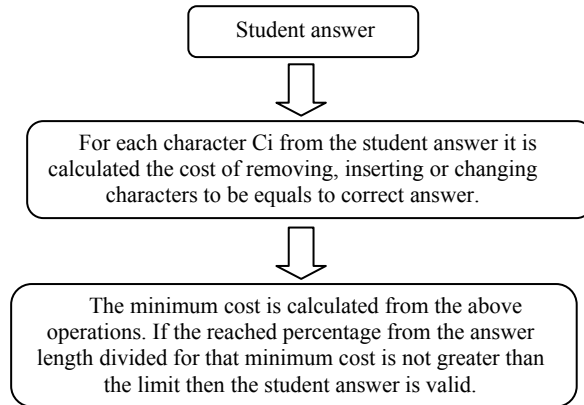 Student answer
For each character Ci from the student answer it is
calculated the cost of removing, inserting or changing
characters to be equals to correct answer.
The minimum cost is calculated from the above
operations. If the reached percentage from the answer
length divided for that minimum cost is not greater than
the limit then the student answer is valid.